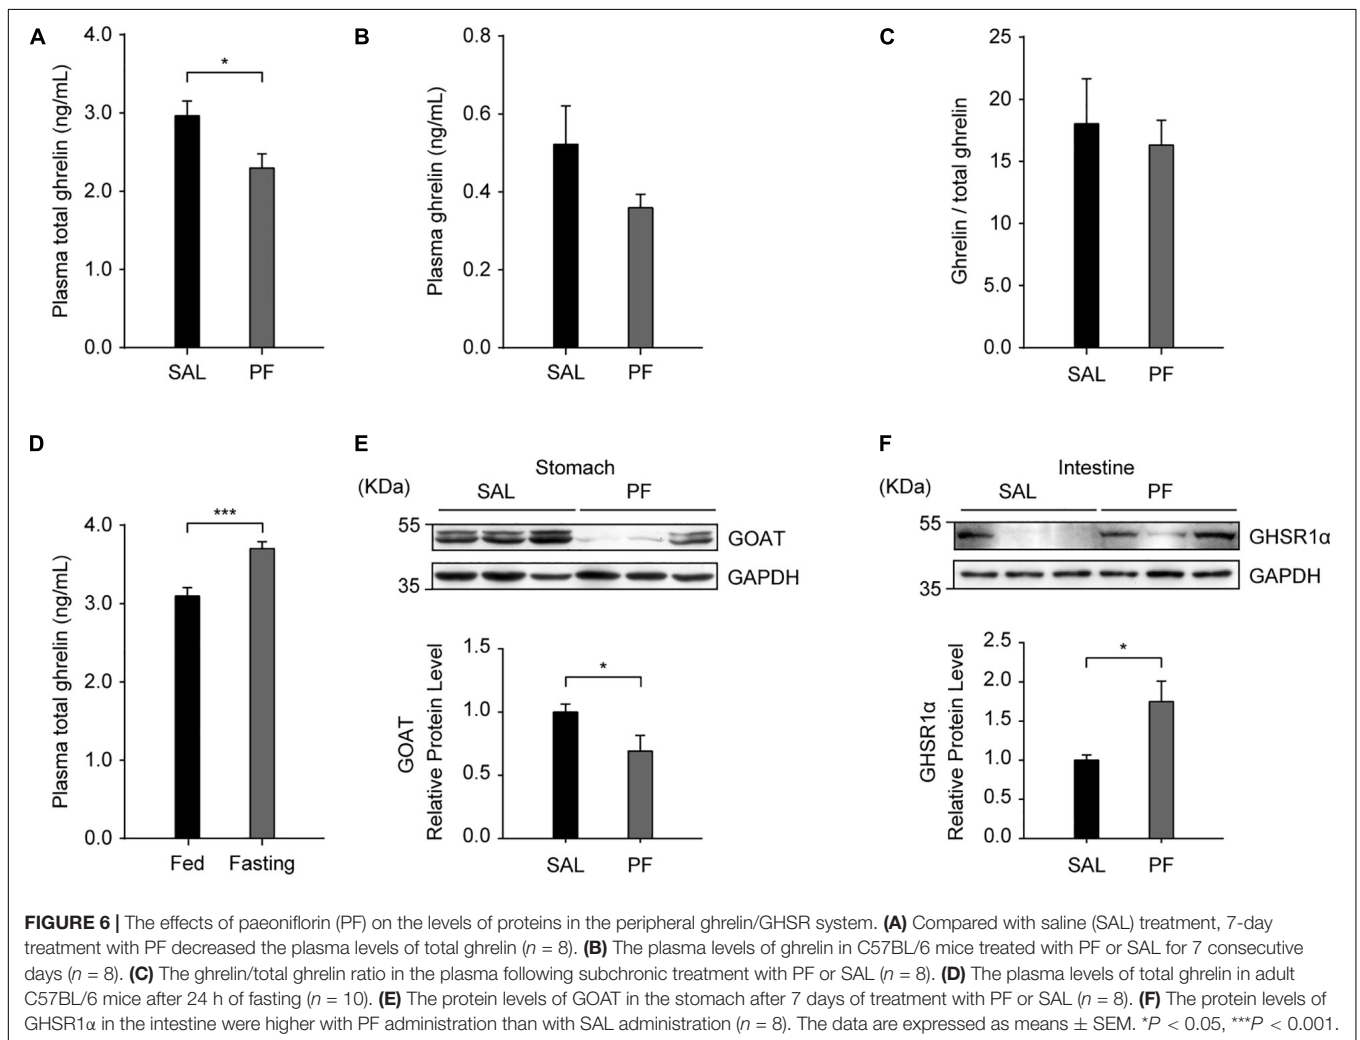 A
4.0
3.0
2.0
1.0
0.0
Plasma total ghrelin (ng/mL)
*
SAL PF
B
0.8
0.6
0.4
0.2
0.0
Plasma ghrelin (ng/mL)
SAL PF
C
25
20
15
10
5.0
0.0
Ghrelin / total ghrelin
SAL PF
D
4.0
3.0
2.0
1.0
0.0
Plasma total ghrelin (ng/mL)
***
Fed Fasting
E
Stomach
(KDa) SAL PF
55
GOAT
GAPDH
35
1.5
1.0
0.5
0.0
GOAT
Relative Protein Level
*
SAL PF
F
Intestine
(KDa) SAL PF
55
GHSR1α
GAPDH
35
2.5
2.0
1.5
1.0
0.5
0.0
GHSR1α
Relative Protein Level
*
SAL PF
FIGURE 6 | The effects of paeoniflorin (PF) on the levels of proteins in the peripheral ghrelin/GHSR system. (A) Compared with saline (SAL) treatment, 7-day
treatment with PF decreased the plasma levels of total ghrelin (n = 8). (B) The plasma levels of ghrelin in C57BL/6 mice treated with PF or SAL for 7 consecutive
days (n = 8). (C) The ghrelin/total ghrelin ratio in the plasma following subchronic treatment with PF or SAL (n = 8). (D) The plasma levels of total ghrelin in adult
C57BL/6 mice after 24 h of fasting (n = 10). (E) The protein levels of GOAT in the stomach after 7 days of treatment with PF or SAL (n = 8). (F) The protein levels of
GHSR1α in the intestine were higher with PF administration than with SAL administration (n = 8). The data are expressed as means ± SEM. *P < 0.05, ***P < 0.001.